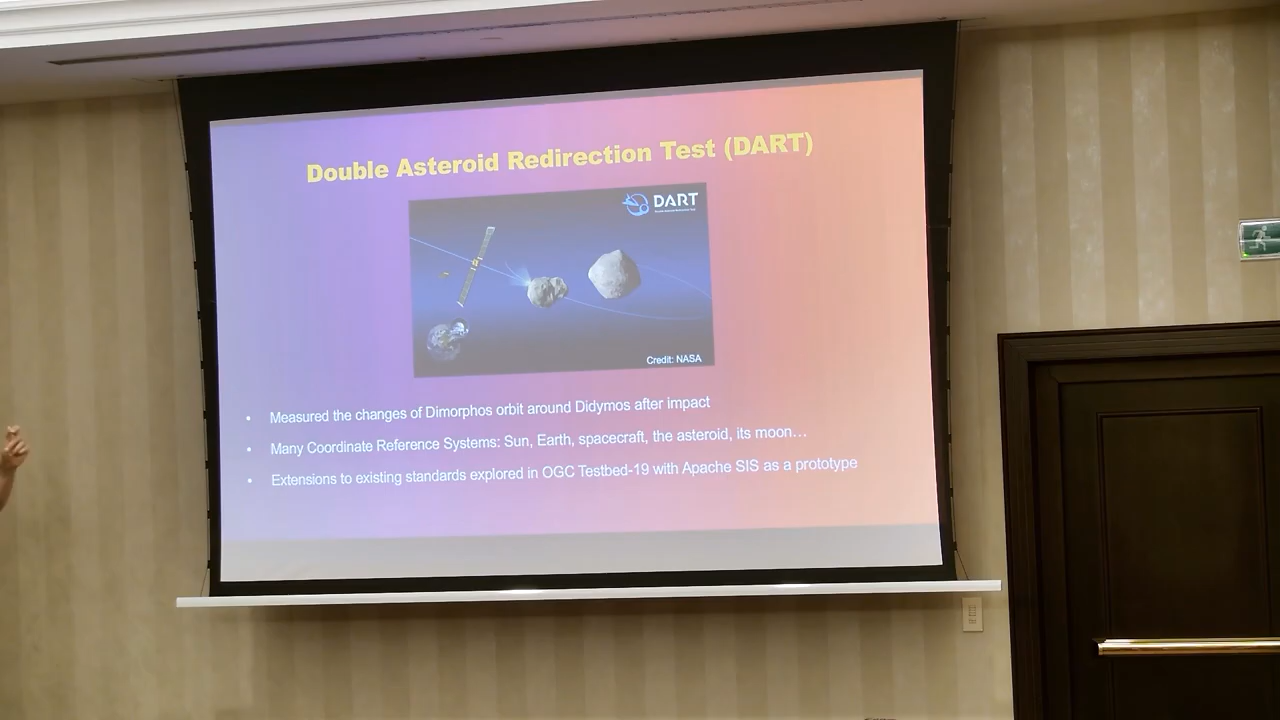 Double Asteroid Redirection Test (DART)
DART
Credit: NASA
• Measured the changes of Dimorphos orbit around Didymos after impact
• Many Coordinate Reference Systems: Sun, Earth, spacecraft, the asteroid, its moon…
• Extensions to existing standards explored in OGC Testbed-19 with Apache SIS as a prototype